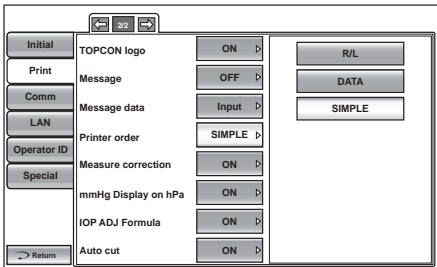 2/2
Initial
Print
Comm
LAN
Operator ID
Special
Return
TOPCON logo ON
Message OFF
Message data Input
Printer order SIMPLE
Measure correction ON
mmHg Display on hPa ON
IOP ADJ Formula ON
Auto cut ON
R/L
DATA
SIMPLE